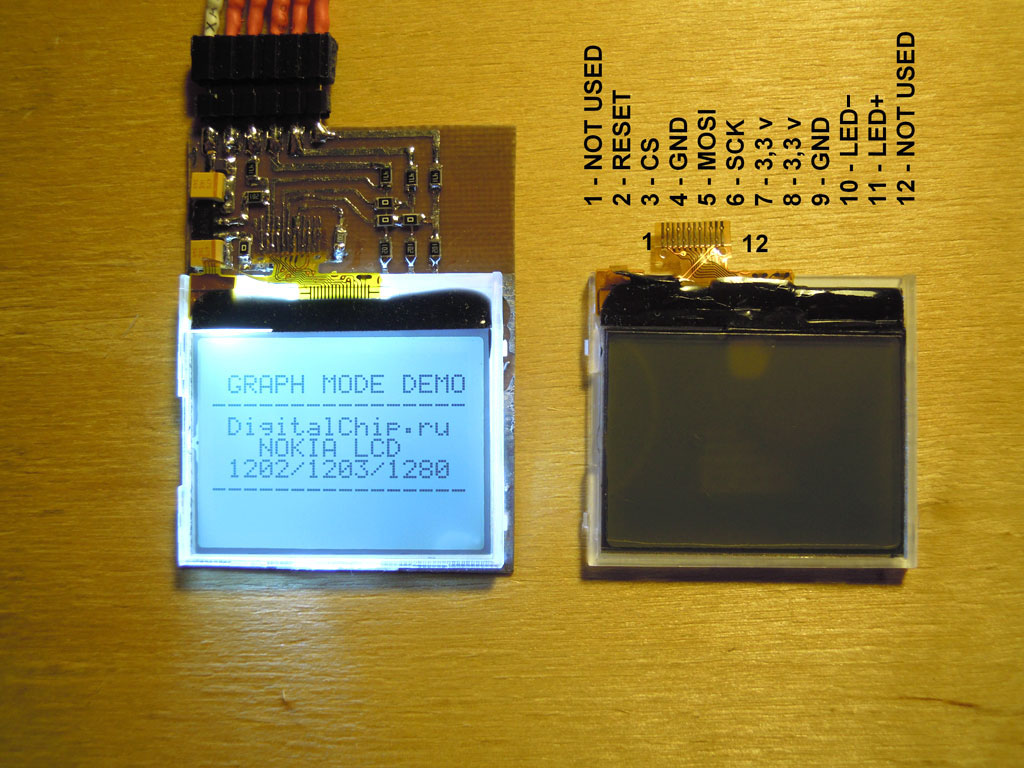 GRAPH MODE DEMO
DigitalChip.ru
NOKIA LCD
1202/1203/1280
1 - NOT USED
2 - RESET
3 - CS
4 - GND
5 - MOSI
6 - SCK
7 - 3,3 v
8 - 3,3 v
9 - GND
10 - LED−
11 - LED+
12 - NOT USED
1 12